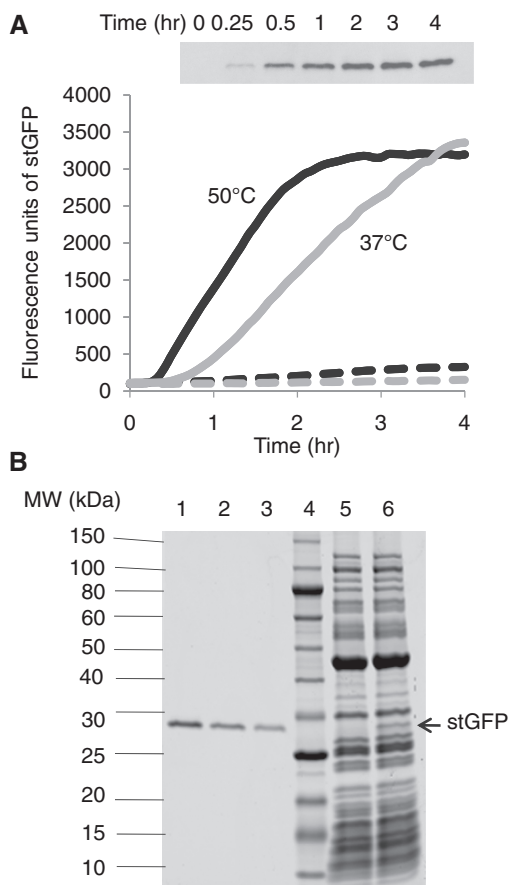 A
Time (hr) 0 0.25 0.5 1 2 3 4
Fluorescence units of stGFP
4000
3500
3000
2500
2000
1500
1000
500
0
50°C
37°C
0 1 2 3 4
Time (hr)
B
MW (kDa) 1 2 3 4 5 6
150
100
80
60
50
40
30
25
20
15
10
stGFP